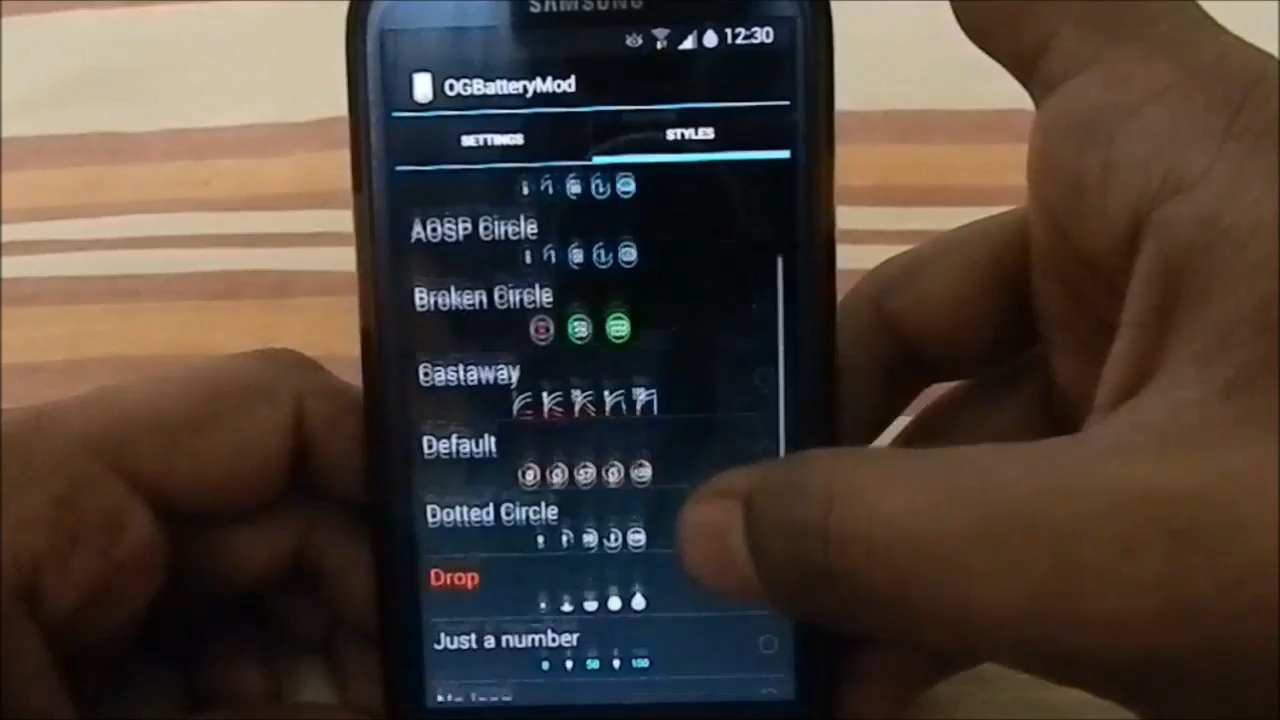 SAMSUNG
12:30
OGBatteryMod
SETTINGS
STYLES
AOSP Circle
Broken Circle
Castaway
Default
Dotted Circle
Drop
Just a number
50
100